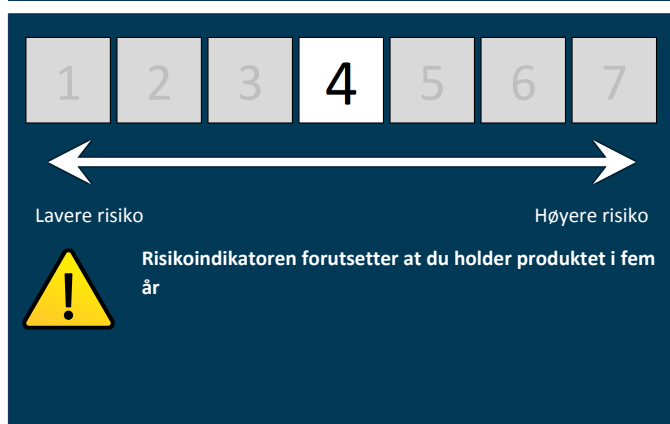 1 2 3 4 5 6 7
Lavere risiko Høyere risiko
Risikoindikatoren forutsetter at du holder produktet i fem
år